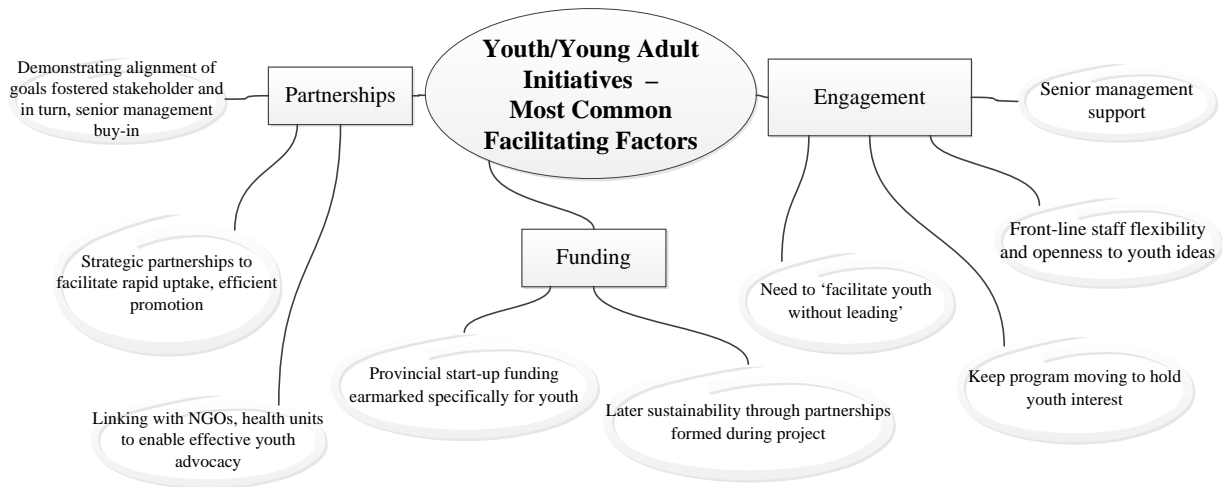 Youth/Young Adult
Initiatives –
Most Common
Facilitating Factors
Partnerships
Demonstrating alignment of
goals fostered stakeholder and
in turn, senior management
buy-in
Strategic partnerships to
facilitate rapid uptake, efficient
promotion
Linking with NGOs, health units
to enable effective youth
advocacy
Funding
Provincial start-up funding
earmarked specifically for youth
Later sustainability through partnerships
formed during project
Engagement
Senior management
support
Front-line staff flexibility
and openness to youth ideas
Need to ‘facilitate youth
without leading’
Keep program moving to hold
youth interest